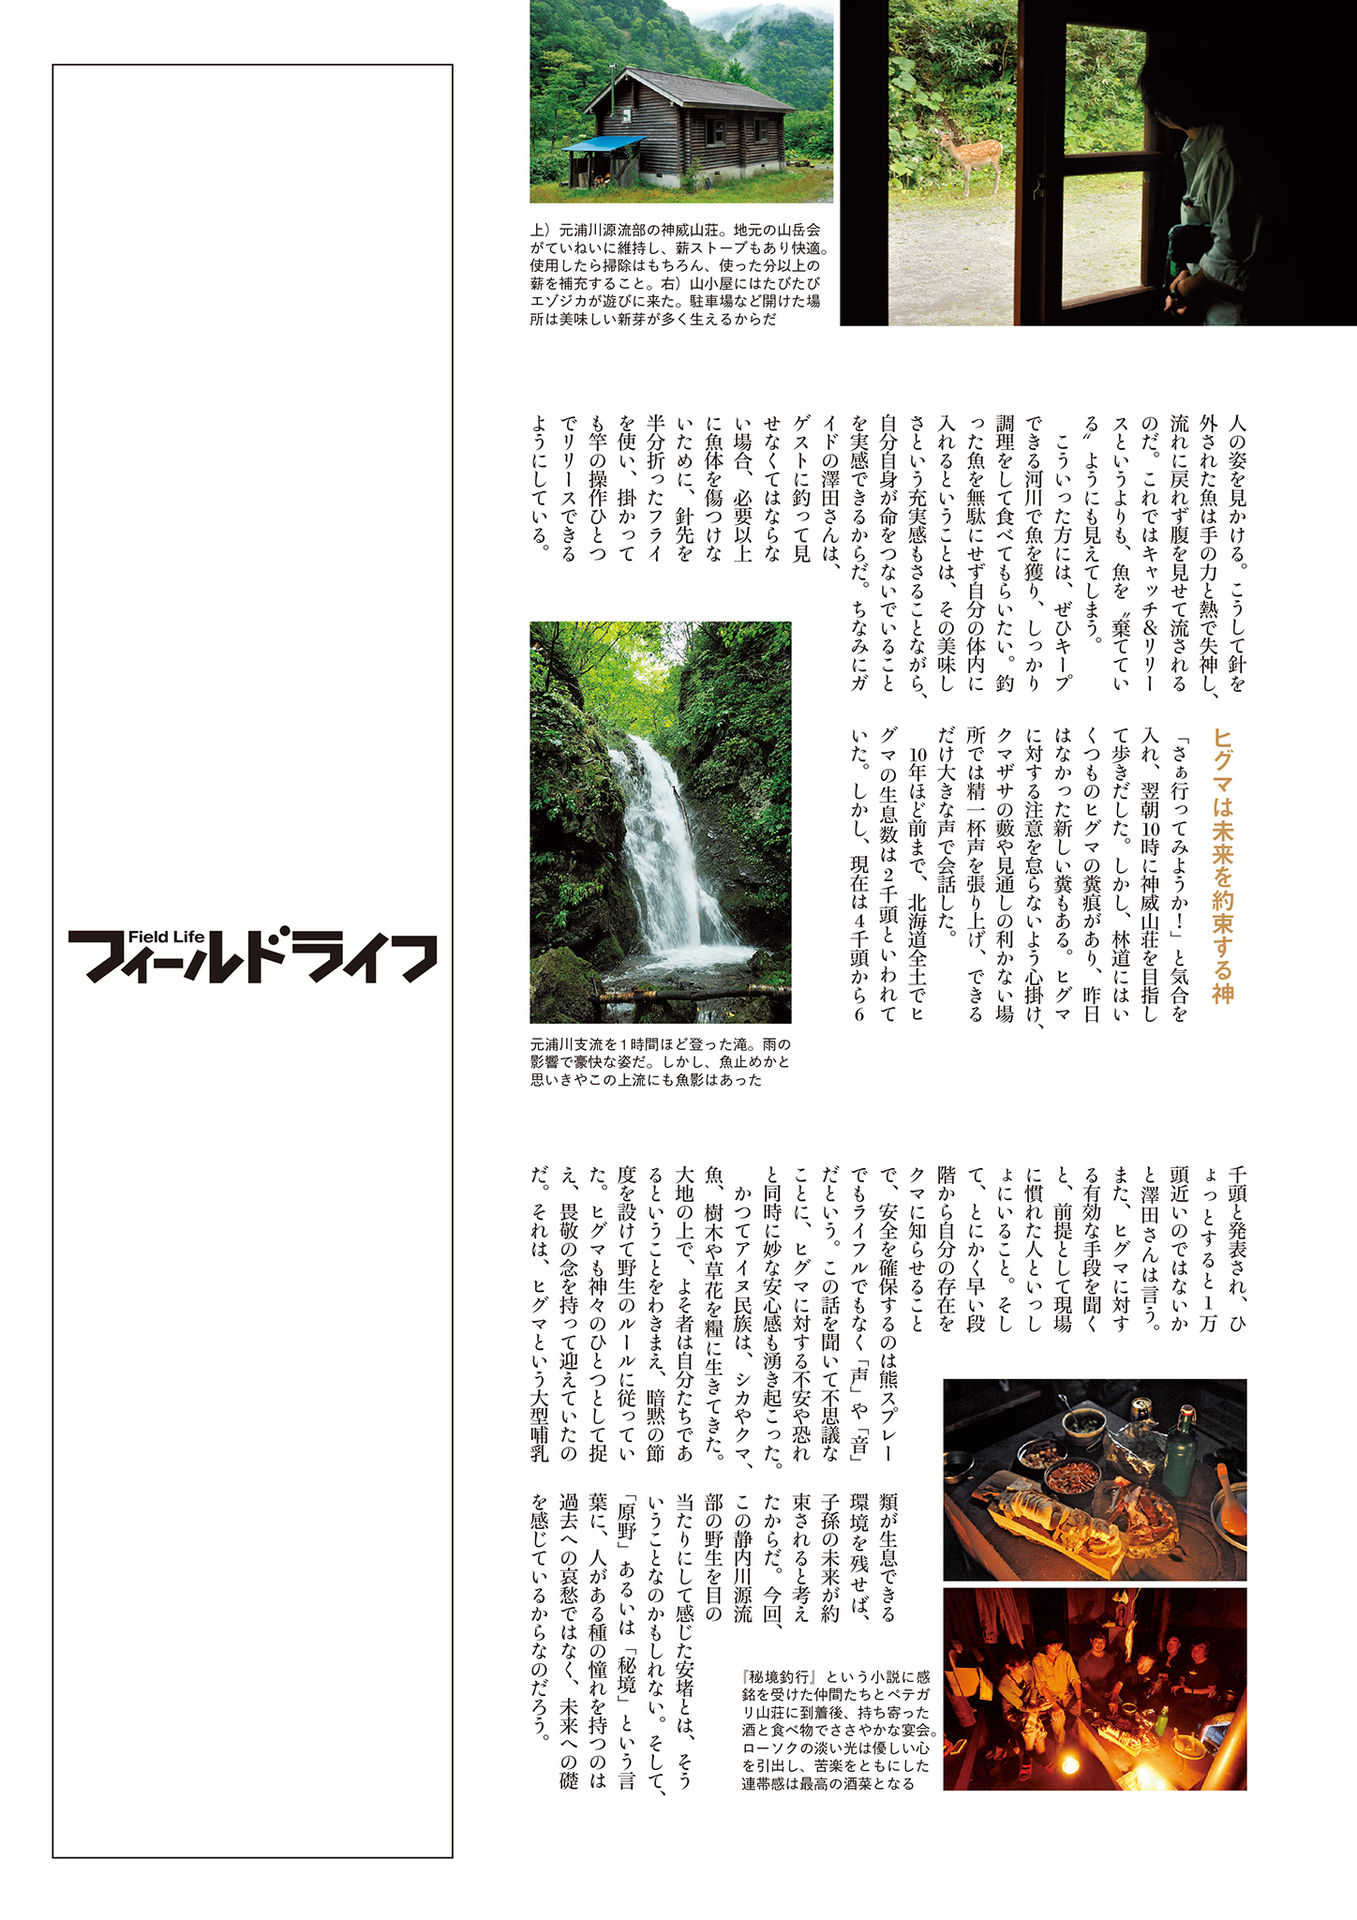 上）元浦川源流部の神威山荘。地元の山岳会
がていねいに維持し、薪ストーブもあり快適。
使用したら掃除はもちろん、使った分以上の
薪を補充すること。右）山小屋にはたびたび
エゾジカが遊びに来た。駐車場など開けた場
所は美味しい新芽が多く生えるからだ
人の姿を見かける。こうして針を
外された魚は手の力と熱で失神し、
流れに戻れず腹を見せて流される
のだ。これではキャッチ＆リリー
スというよりも、魚を〝棄ててい
る〟ようにも見えてしまう。
こういった方には、ぜひキープ
できる河川で魚を獲り、しっかり
調理をして食べてもらいたい。釣
った魚を無駄にせず自分の体内に
入れるということは、その美味し
さという充実感もさることながら、
自分自身が命をつないでいること
を実感できるからだ。ちなみにガ
イドの澤田さんは、
ゲストに釣って見
せなくてはならな
い場合、必要以上
に魚体を傷つけな
いために、針先を
半分折ったフライ
を使い、掛かって
も竿の操作ひとつ
でリリースできる
ようにしている。
ヒグマは未来を約束する神
「さぁ行ってみようか！」と気合を
入れ、翌朝10時に神威山荘を目指し
て歩きだした。しかし、林道にはい
くつものヒグマの糞痕があり、昨日
はなかった新しい糞もある。ヒグマ
に対する注意を怠らないよう心掛け、
クマザサの藪や見通しの利かない場
所では精一杯声を張り上げ、できる
だけ大きな声で会話した。
10年ほど前まで、北海道全土でヒ
グマの生息数は2千頭といわれて
いた。しかし、現在は4千頭から6
元浦川支流を1時間ほど登った滝。雨の
影響で豪快な姿だ。しかし、魚止めかと
思いきやこの上流にも魚影はあった
千頭と発表され、ひ
ょっとすると1万
頭近いのではないか
と澤田さんは言う。
また、ヒグマに対す
る有効な手段を聞く
と、前提として現場
に慣れた人といっし
ょにいること。そし
て、とにかく早い段
階から自分の存在を
クマに知らせること
で、安全を確保するのは熊スプレー
でもライフルでもなく「声」や「音」
だという。この話を聞いて不思議な
ことに、ヒグマに対する不安や恐れ
と同時に妙な安心感も湧き起こった。
かつてアイヌ民族は、シカやクマ、
魚、樹木や草花を糧に生きてきた。
大地の上で、よそ者は自分たちであ
るということをわきまえ、暗黙の節
度を設けて野生のルールに従ってい
た。ヒグマも神々のひとつとして捉
え、畏敬の念を持って迎えていたの
だ。それは、ヒグマという大型哺乳
類が生息できる
環境を残せば、
子孫の未来が約
束されると考え
たからだ。今回、
この静内川源流
部の野生を目の
当たりにして感じた安堵とは、そう
いうことなのかもしれない。そして、
「原野」あるいは「秘境」という言
葉に、人がある種の憧れを持つのは
過去への哀愁ではなく、未来への礎
を感じているからなのだろう。
『秘境釣行』という小説に感
銘を受けた仲間たちとペテガ
リ山荘に到着後、持ち寄った
酒と食べ物でささやかな宴会。
ローソクの淡い光は優しい心
を引出し、苦楽をともにした
連帯感は最高の酒菜となる
Field Life
フィールドライフ